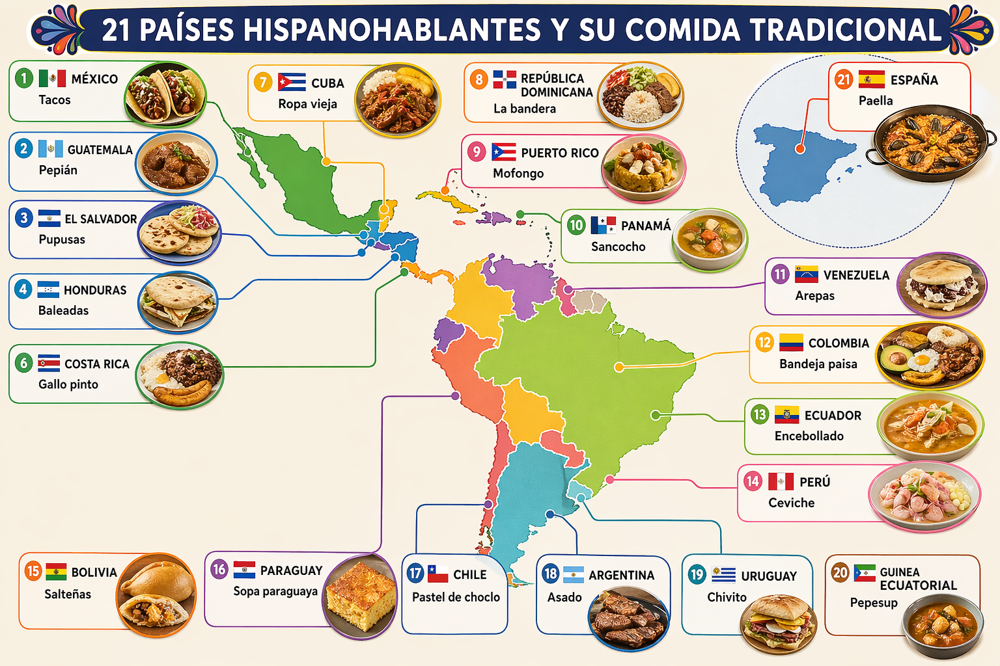 21 PAÍSES HISPANOHABLANTES Y SU COMIDA TRADICIONAL
1 MÉXICO
Tacos
2 GUATEMALA
Pepián
3 EL SALVADOR
Pupusas
4 HONDURAS
Baleadas
6 COSTA RICA
Gallo pinto
7 CUBA
Ropa vieja
8 REPÚBLICA
DOMINICANA
La bandera
9 PUERTO RICO
Mofongo
10 PANAMÁ
Sancocho
21 ESPAÑA
Paella
11 VENEZUELA
Arepas
12 COLOMBIA
Bandeja paisa
13 ECUADOR
Encebollado
14 PERÚ
Ceviche
15 BOLIVIA
Salteñas
16 PARAGUAY
Sopa paraguaya
17 CHILE
Pastel de choclo
18 ARGENTINA
Asado
19 URUGUAY
Chivito
20 GUINEA
ECUATORIAL
Pepesup